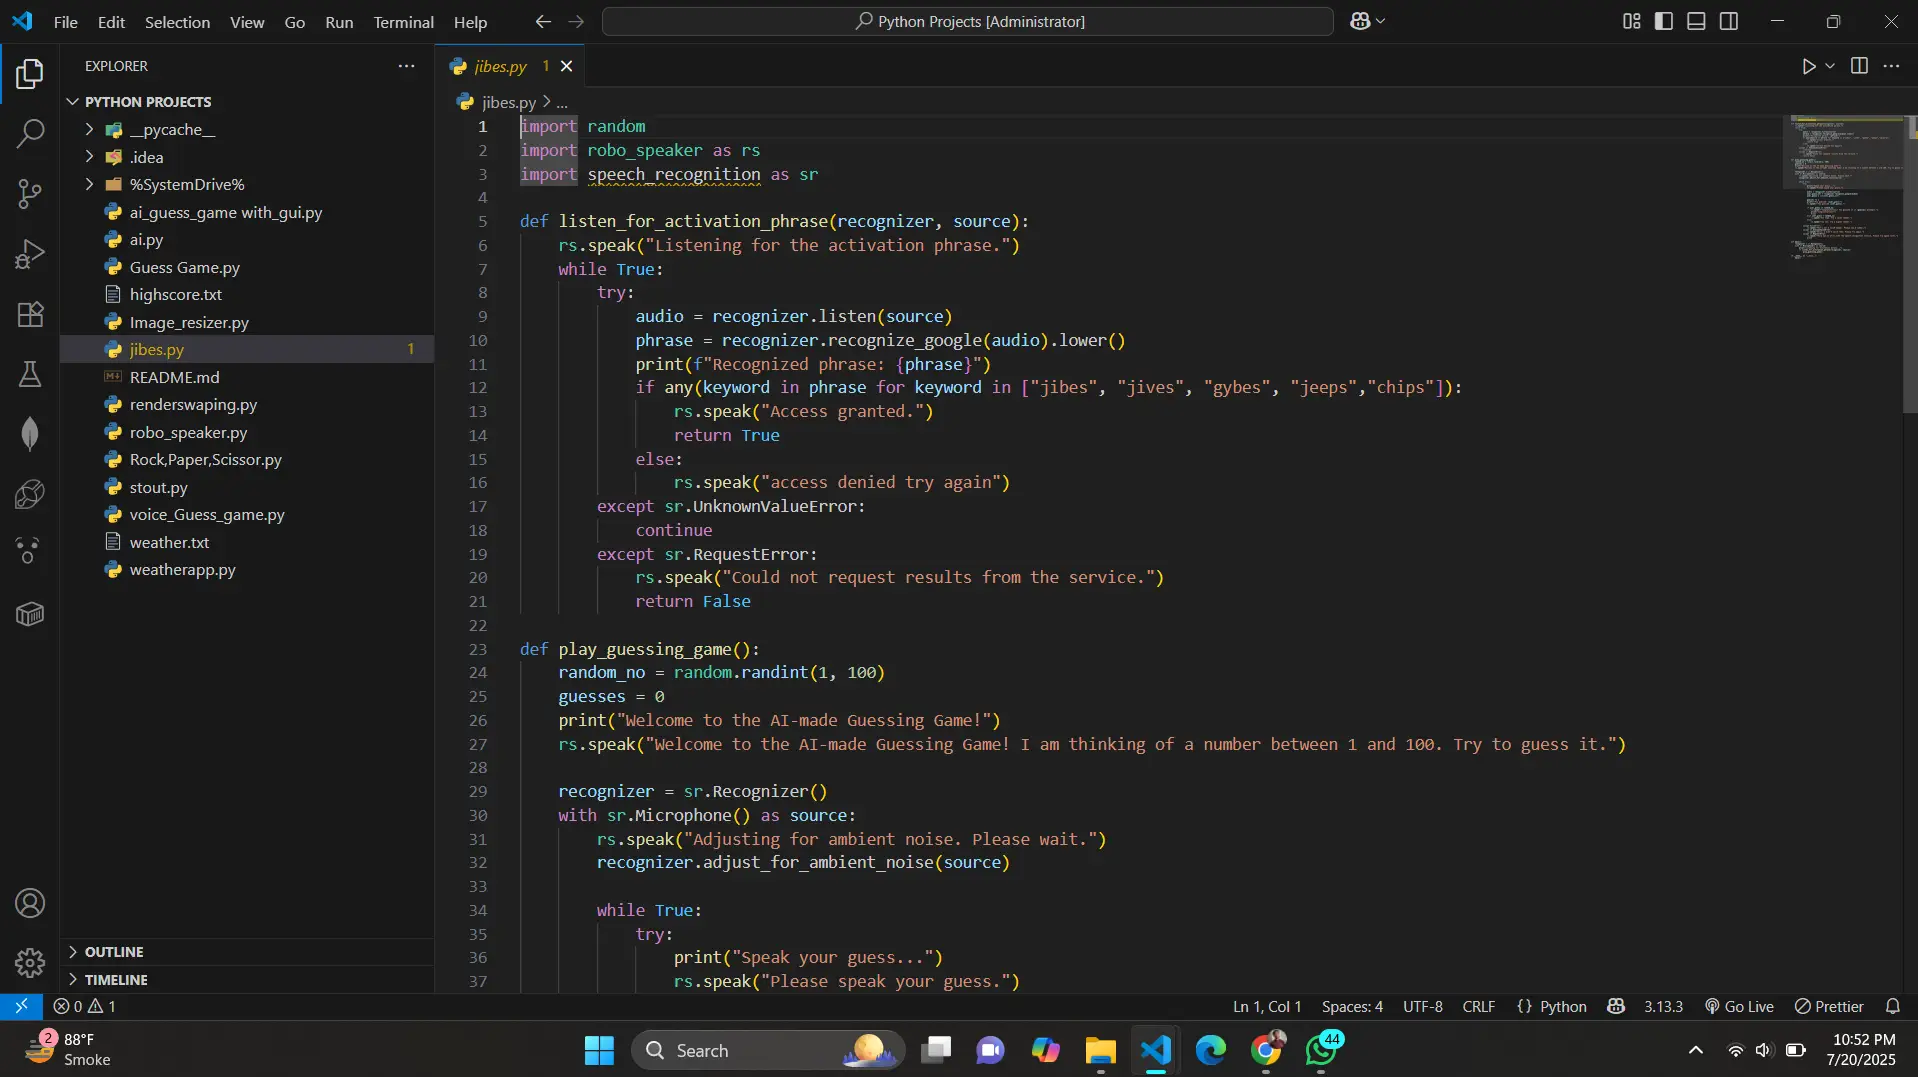 File Edit Selection View Go Run Terminal Help
Python Projects [Administrator]
EXPLORER
PYTHON PROJECTS
__pycache__
.idea
%SystemDrive%
ai_guess_game with_gui.py
ai.py
Guess Game.py
highscore.txt
Image_resizer.py
jibes.py 1
README.md
renderswaping.py
robo_speaker.py
Rock,Paper,Scissor.py
stout.py
voice_Guess_game.py
weather.txt
weatherapp.py
OUTLINE
TIMELINE
jibes.py 1
jibes.py > ...
1 import random
2 import robo_speaker as rs
3 import speech_recognition as sr
4
5 def listen_for_activation_phrase(recognizer, source):
6 rs.speak("Listening for the activation phrase.")
7 while True:
8 try:
9 audio = recognizer.listen(source)
10 phrase = recognizer.recognize_google(audio).lower()
11 print(f"Recognized phrase: {phrase}")
12 if any(keyword in phrase for keyword in ["jibes", "jives", "gybes", "jeeps","chips"]):
13 rs.speak("Access granted.")
14 return True
15 else:
16 rs.speak("access denied try again")
17 except sr.UnknownValueError:
18 continue
19 except sr.RequestError:
20 rs.speak("Could not request results from the service.")
21 return False
22
23 def play_guessing_game():
24 random_no = random.randint(1, 100)
25 guesses = 0
26 print("Welcome to the AI-made Guessing Game!")
27 rs.speak("Welcome to the AI-made Guessing Game! I am thinking of a number between 1 and 100. Try to guess it.")
28
29 recognizer = sr.Recognizer()
30 with sr.Microphone() as source:
31 rs.speak("Adjusting for ambient noise. Please wait.")
32 recognizer.adjust_for_ambient_noise(source)
33
34 while True:
35 try:
36 print("Speak your guess...")
37 rs.speak("Please speak your guess.")
0 1
Ln 1, Col 1 Spaces: 4 UTF-8 CRLF {} Python 3.13.3 Go Live Prettier
2
88°F
Smoke
Search
44
10:52 PM
7/20/2025